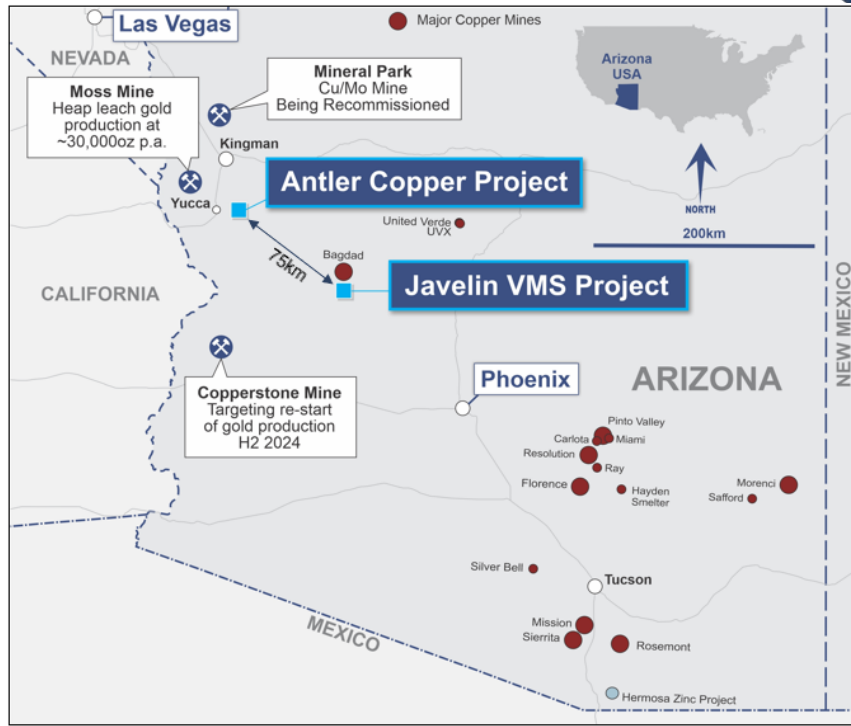 Las Vegas
Major Copper Mines
NEVADA
Arizona
USA
Mineral Park
Cu/Mo Mine
Being Recommissioned
Moss Mine
Heap leach gold
production at
~30,000oz p.a.
Kingman
Antler Copper Project
Yucca
NORTH
200km
United Verde
UVX
75km
Bagdad
Javelin VMS Project
CALIFORNIA
NEW MEXICO
ARIZONA
Phoenix
Copperstone Mine
Targeting re-start
of gold production
H2 2024
Pinto Valley
Carlota
Miami
Resolution
Ray
Florence
Hayden
Smelter
Morenci
Safford
Silver Bell
Tucson
Mission
Sierrita
Rosemont
MEXICO
Hermosa Zinc Project